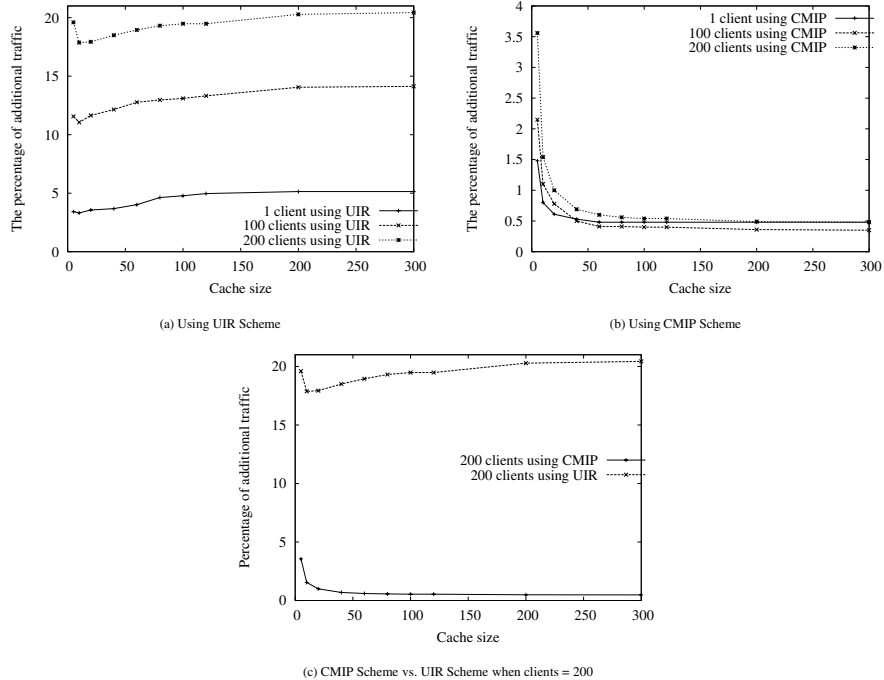 The percentage of additional traffic
20
15
10
5
0
0 50 100 150 200 250 300
Cache size
1 client using UIR
100 clients using UIR
200 clients using UIR
(a) Using UIR Scheme
The percentage of additional traffic
4
3.5
3
2.5
2
1.5
1
0.5
0
0 50 100 150 200 250 300
Cache size
1 client using CMIP
100 clients using CMIP
200 clients using CMIP
(b) Using CMIP Scheme
Percentage of additional traffic
20
15
10
5
0
0 50 100 150 200 250 300
Cache size
200 clients using CMIP
200 clients using UIR
(c) CMIP Scheme vs. UIR Scheme when clients = 200